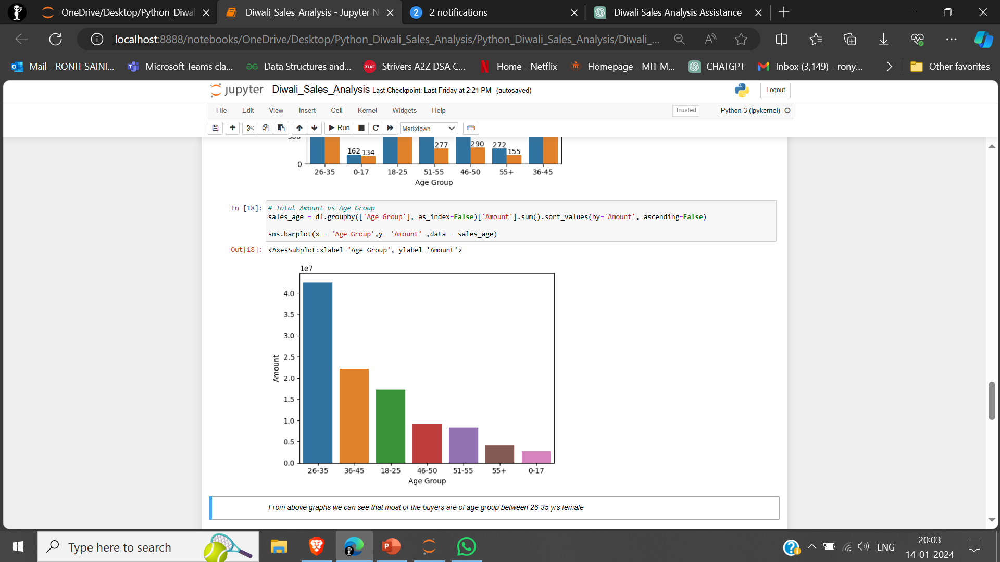 OneDrive/Desktop/Python_Diwal
Diwali_Sales_Analysis - Jupyter N
2 2 notifications
Diwali Sales Analysis Assistance
localhost:8888/notebooks/OneDrive/Desktop/Python_Diwali_Sales_Analysis/Python_Diwali_Sales_Analysis/Diwali_...
Mail - RONIT SAINI... Microsoft Teams cla... Data Structures and... TUF Strivers A2Z DSA C... Home - Netflix Homepage - MIT M... CHATGPT Inbox (3,149) - rony... Other favorites
jupyter Diwali_Sales_Analysis Last Checkpoint: Last Friday at 2:21 PM (autosaved) Logout
File Edit View Insert Cell Kernel Widgets Help Trusted Python 3 (ipykernel)
Run Markdown
162 134 277 290 272 155
0
26-35 0-17 18-25 51-55 46-50 55+ 36-45
Age Group
In [18]: # Total Amount vs Age Group
sales_age = df.groupby(['Age Group'], as_index=False)['Amount'].sum().sort_values(by='Amount', ascending=False)
sns.barplot(x = 'Age Group',y= 'Amount' ,data = sales_age)
Out[18]: <AxesSubplot:xlabel='Age Group', ylabel='Amount'>
1e7
4.0
3.5
3.0
2.5
2.0
1.5
1.0
0.5
0.0
Amount
26-35 36-45 18-25 46-50 51-55 55+ 0-17
Age Group
From above graphs we can see that most of the buyers are of age group between 26-35 yrs female
Type here to search
ENG
20:03
14-01-2024